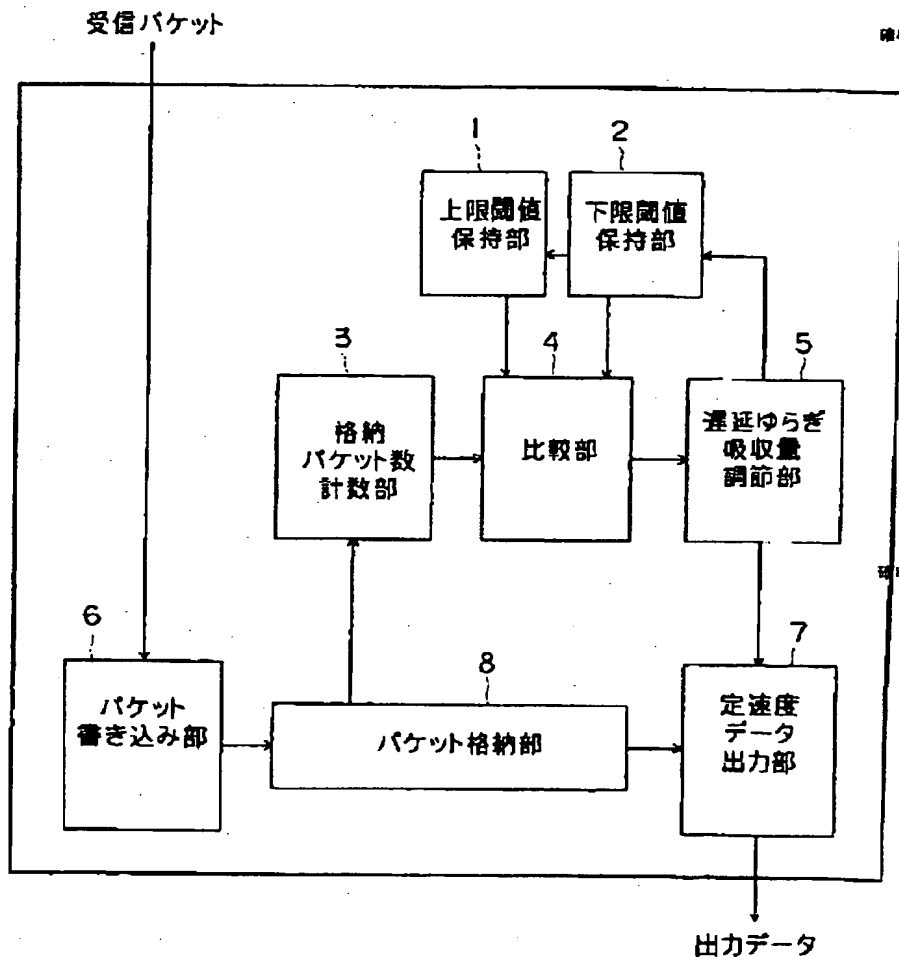 受信パケット
1
2
上限閾値
保持部
下限閾値
保持部
3
4
5
格納
パケット数
計数部
比較部
遅延ゆらぎ
吸収量
調節部
6
8
7
パケット
書き込み部
パケット格納部
定速度
データ
出力部
出力データ